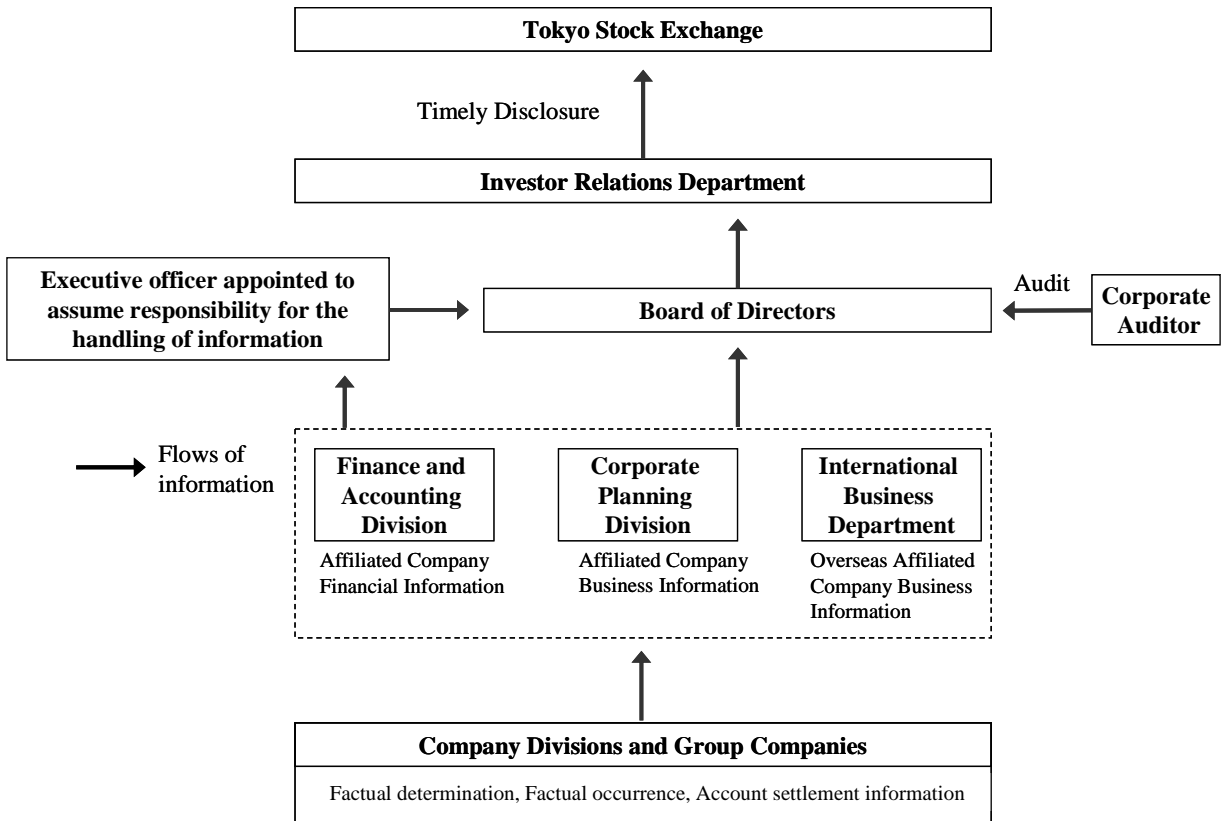 Tokyo Stock Exchange
Timely Disclosure
Investor Relations Department
Executive officer appointed to
assume responsibility for the
handling of information
Board of Directors
Audit
Corporate
Auditor
Flows of
information
Finance and
Accounting
Division
Affiliated Company
Financial Information
Corporate
Planning
Division
Affiliated Company
Business Information
International
Business
Department
Overseas Affiliated
Company Business
Information
Company Divisions and Group Companies
Factual determination, Factual occurrence, Account settlement information